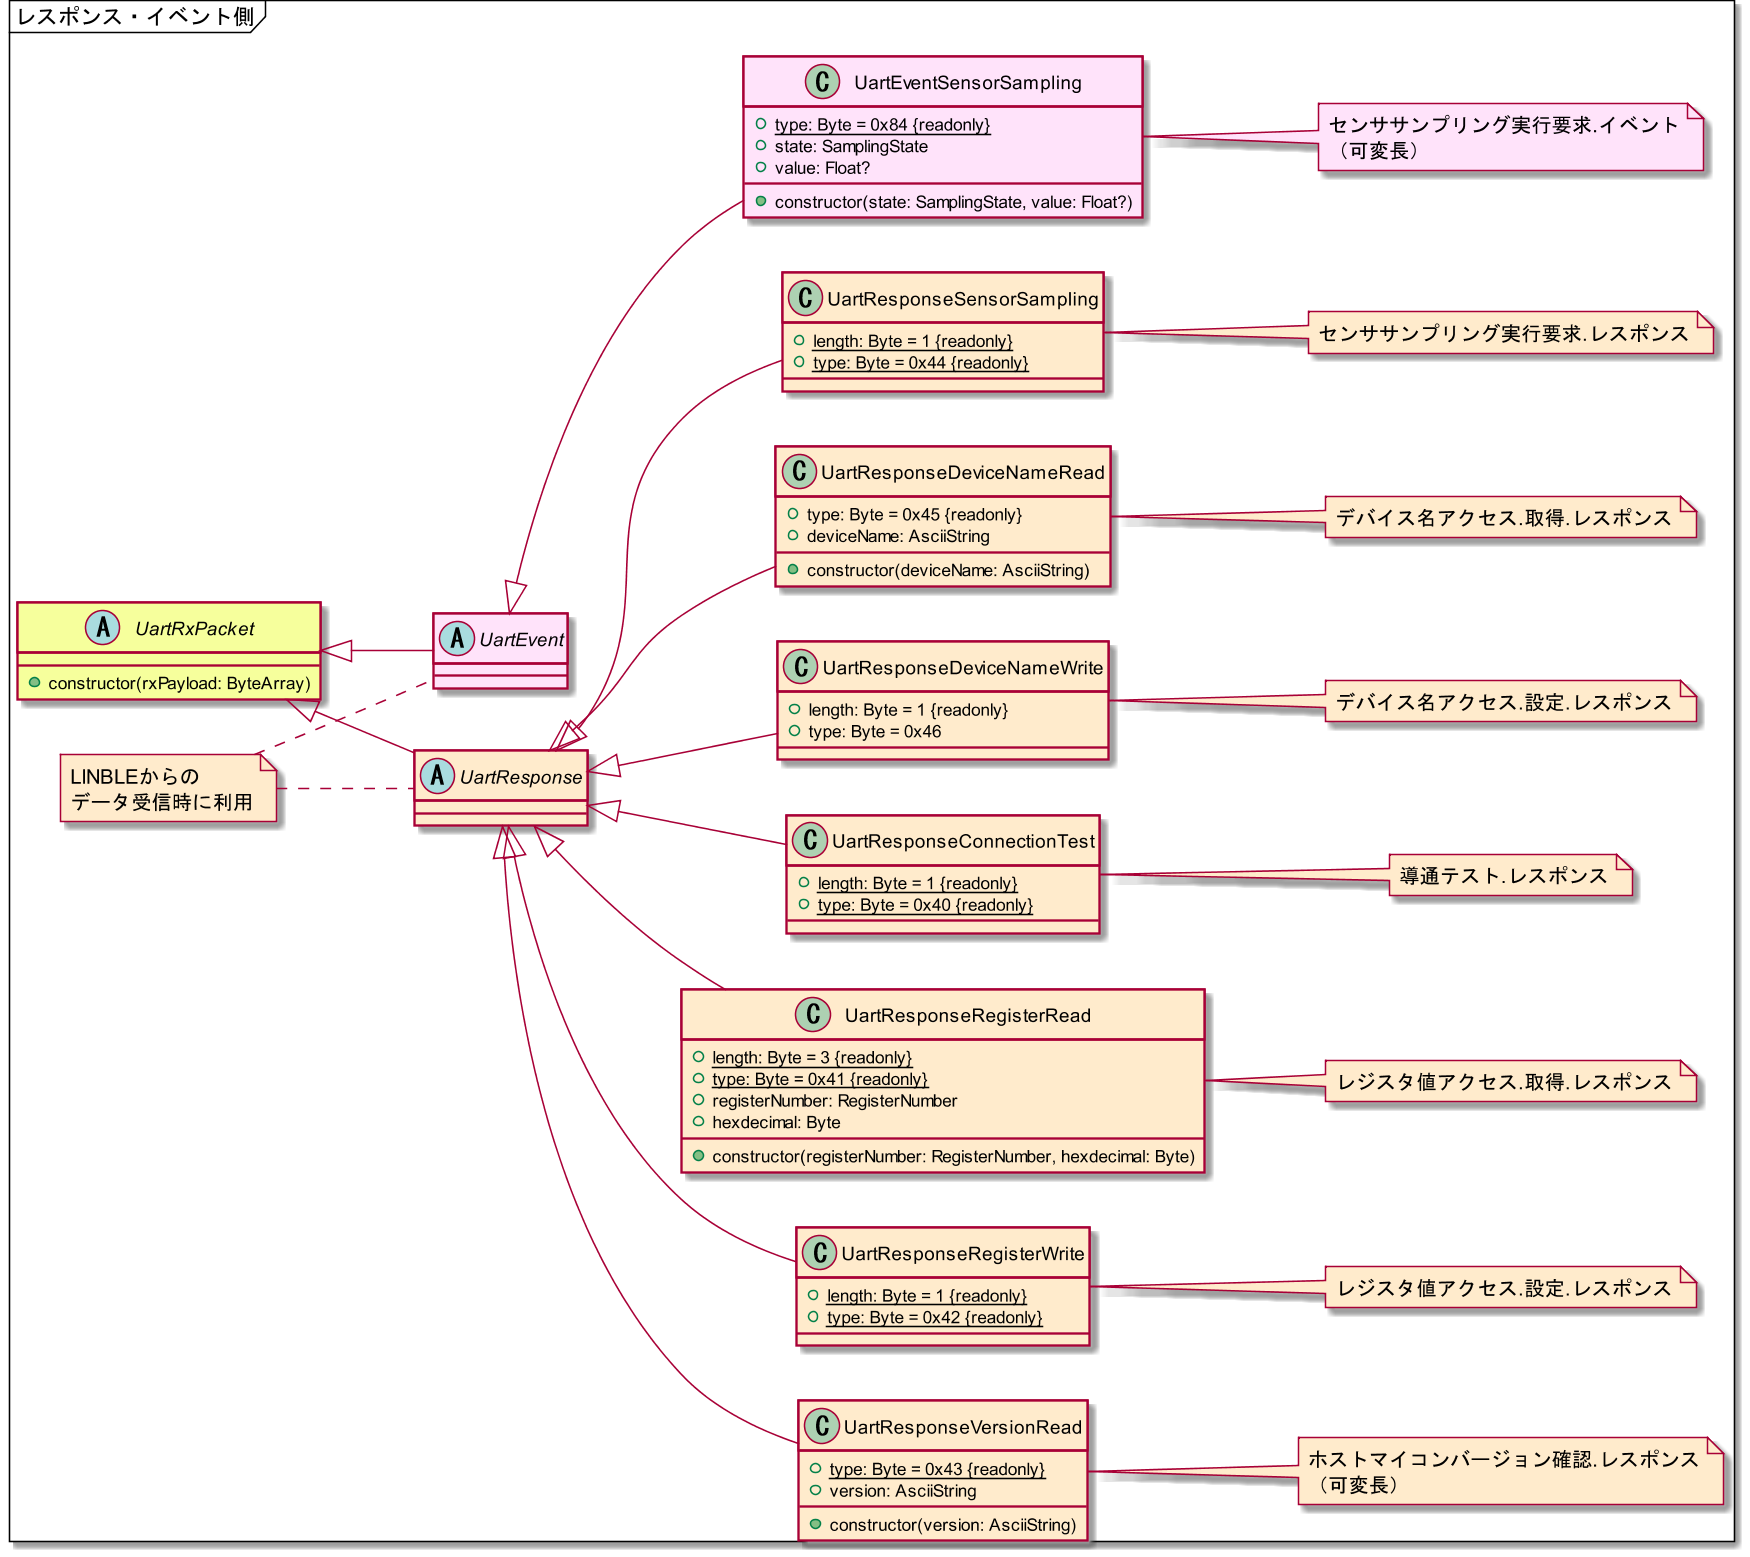 レスポンス・イベント側
C UartEventSensorSampling
type: Byte = 0x84 {readonly}
state: SamplingState
value: Float?
constructor(state: SamplingState, value: Float?)
センササンプリング実行要求.イベント
（可変長）
C UartResponseSensorSampling
length: Byte = 1 {readonly}
type: Byte = 0x44 {readonly}
センササンプリング実行要求.レスポンス
C UartResponseDeviceNameRead
type: Byte = 0x45 {readonly}
deviceName: AsciiString
constructor(deviceName: AsciiString)
デバイス名アクセス.取得.レスポンス
A UartRxPacket
constructor(rxPayload: ByteArray)
A UartEvent
C UartResponseDeviceNameWrite
length: Byte = 1 {readonly}
type: Byte = 0x46
デバイス名アクセス.設定.レスポンス
LINBLEからの
データ受信時に利用
A UartResponse
C UartResponseConnectionTest
length: Byte = 1 {readonly}
type: Byte = 0x40 {readonly}
導通テスト.レスポンス
C UartResponseRegisterRead
length: Byte = 3 {readonly}
type: Byte = 0x41 {readonly}
registerNumber: RegisterNumber
hexdecimal: Byte
constructor(registerNumber: RegisterNumber, hexdecimal: Byte)
レジスタ値アクセス.取得.レスポンス
C UartResponseRegisterWrite
length: Byte = 1 {readonly}
type: Byte = 0x42 {readonly}
レジスタ値アクセス.設定.レスポンス
C UartResponseVersionRead
type: Byte = 0x43 {readonly}
version: AsciiString
constructor(version: AsciiString)
ホストマイコンバージョン確認.レスポンス
（可変長）